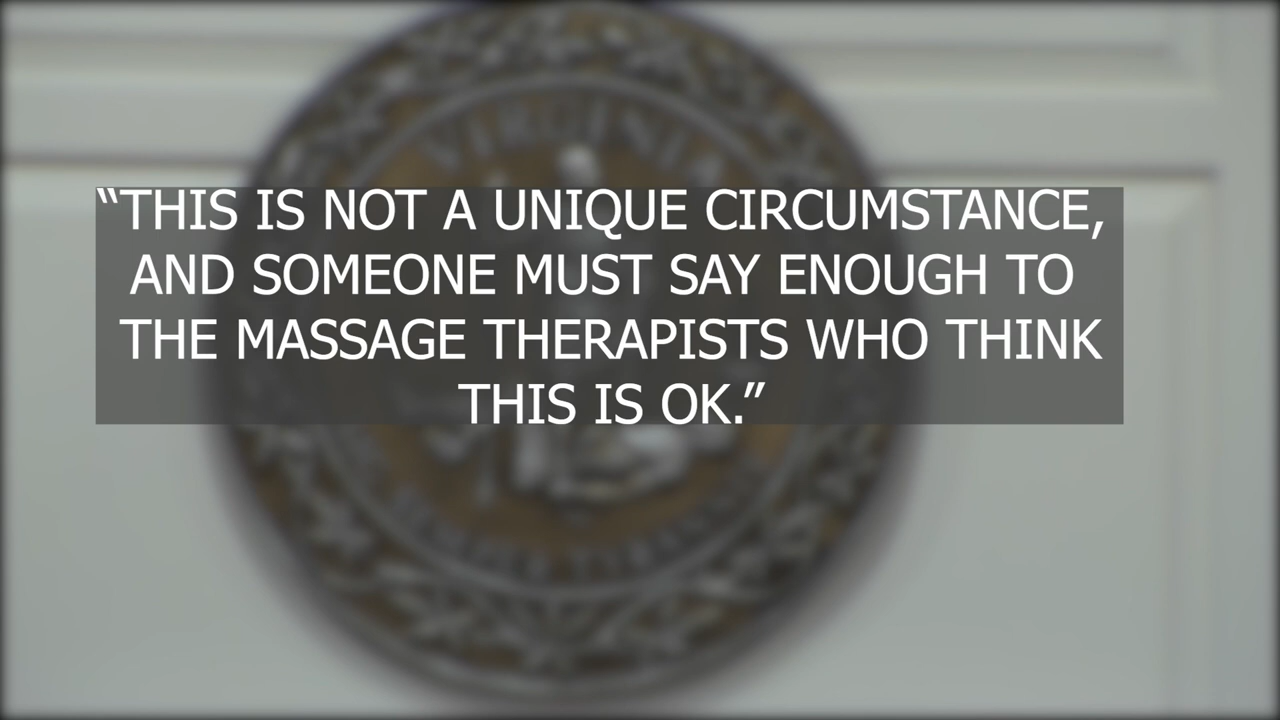 VIRGINIA
“THIS IS NOT A UNIQUE CIRCUMSTANCE,
AND SOMEONE MUST SAY ENOUGH TO
THE MASSAGE THERAPISTS WHO THINK
THIS IS OK.”